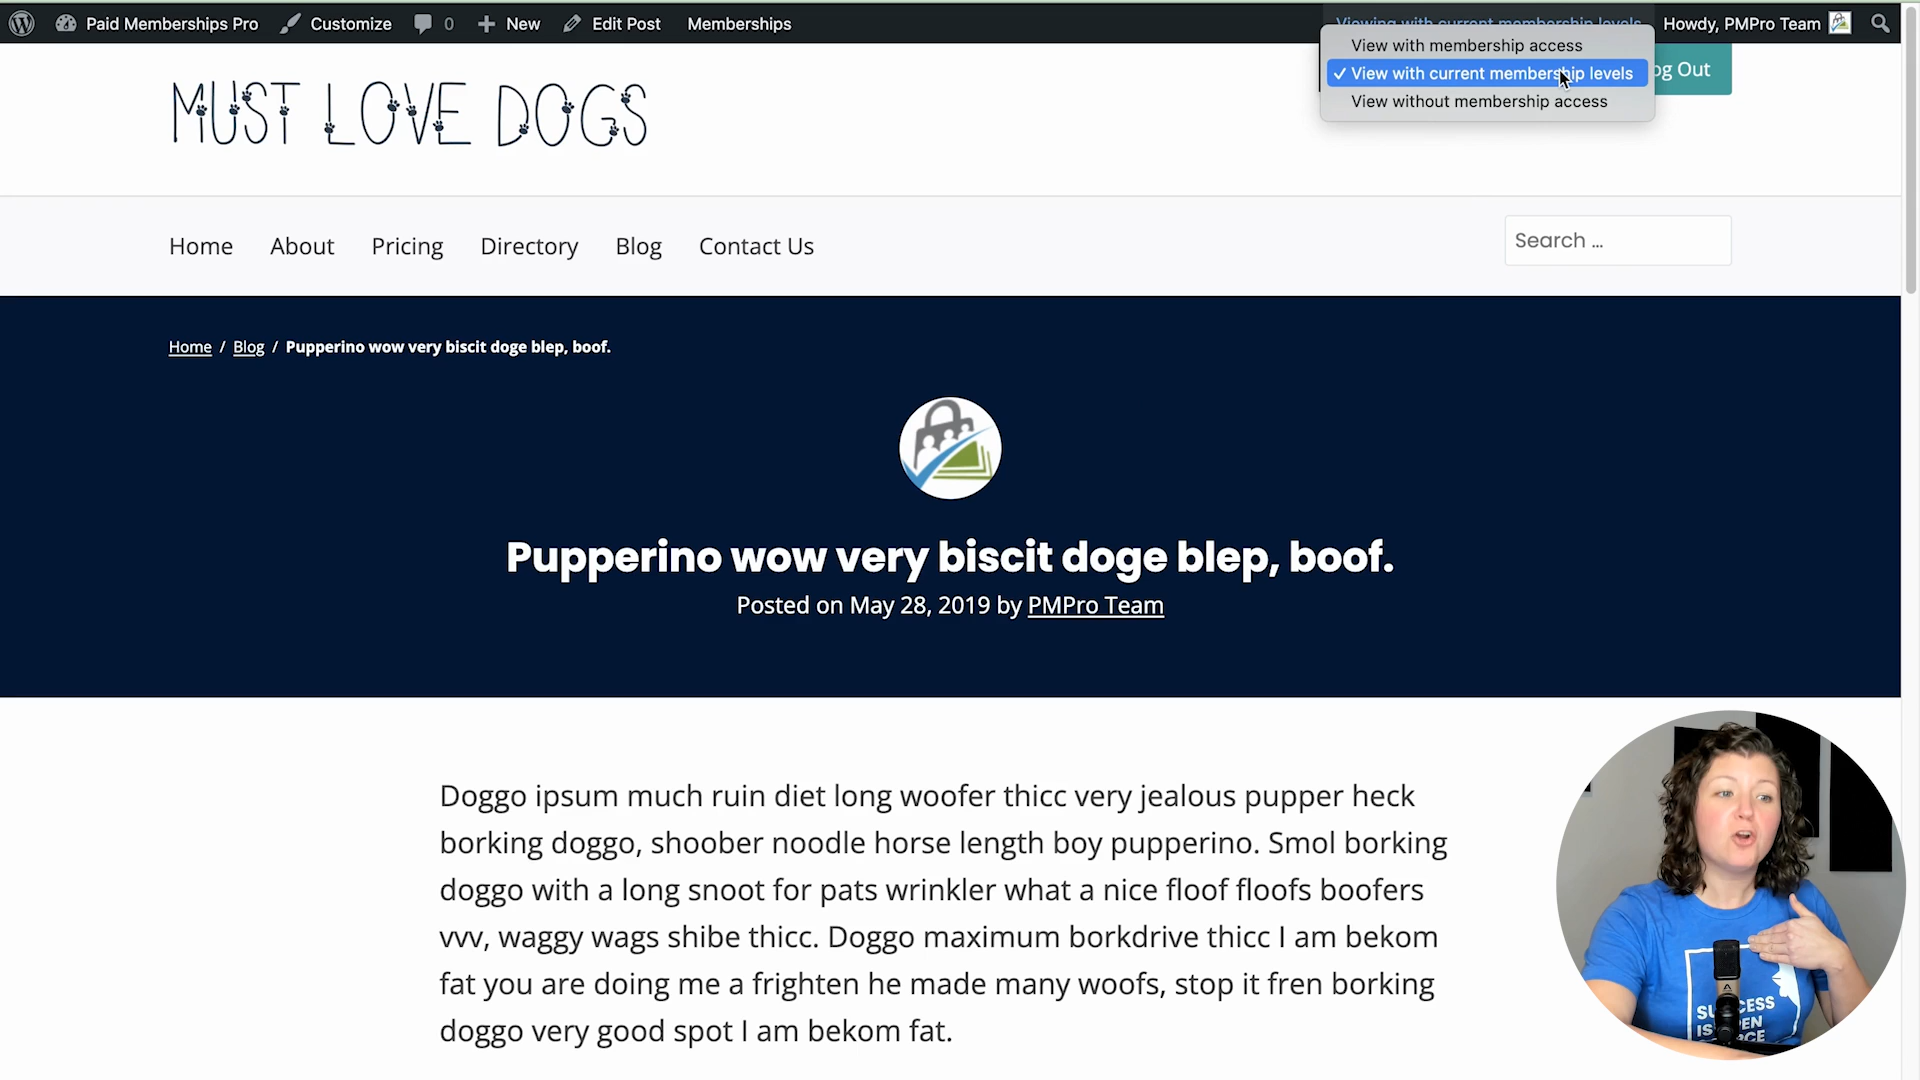 Paid Memberships Pro Customize 0 New Edit Post Memberships Viewing with current membership levels Howdy, PMPro Team
View with membership access
✓ View with current membership levels
View without membership access
Log Out
MUST LOVE DOGS
Home About Pricing Directory Blog Contact Us
Search ...
Home / Blog / Pupperino wow very biscit doge blep, boof.
Pupperino wow very biscit doge blep, boof.
Posted on May 28, 2019 by PMPro Team
Doggo ipsum much ruin diet long woofer thicc very jealous pupper heck
borking doggo, shoober noodle horse length boy pupperino. Smol borking
doggo with a long snoot for pats wrinkler what a nice floof floofs boofers
vvv, waggy wags shibe thicc. Doggo maximum borkdrive thicc I am bekom
fat you are doing me a frighten he made many woofs, stop it fren borking
doggo very good spot I am bekom fat.